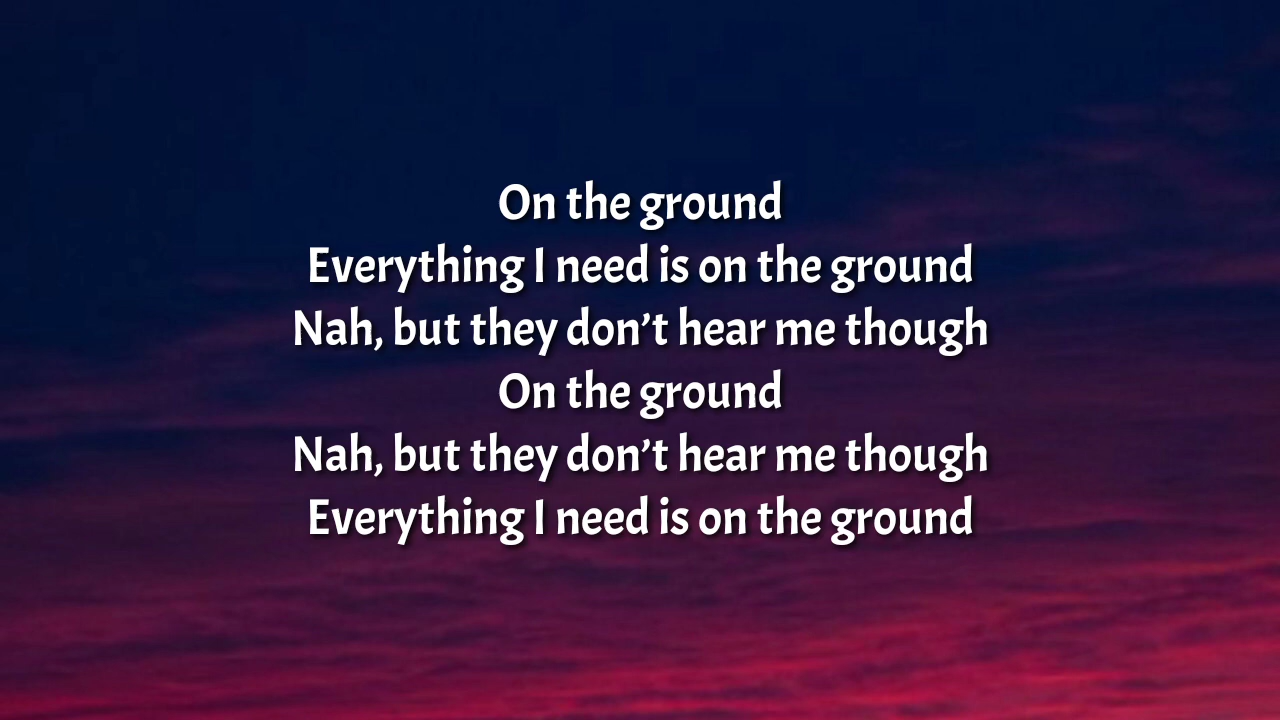 On the ground
Everything I need is on the ground
Nah, but they don’t hear me though
On the ground
Nah, but they don’t hear me though
Everything I need is on the ground